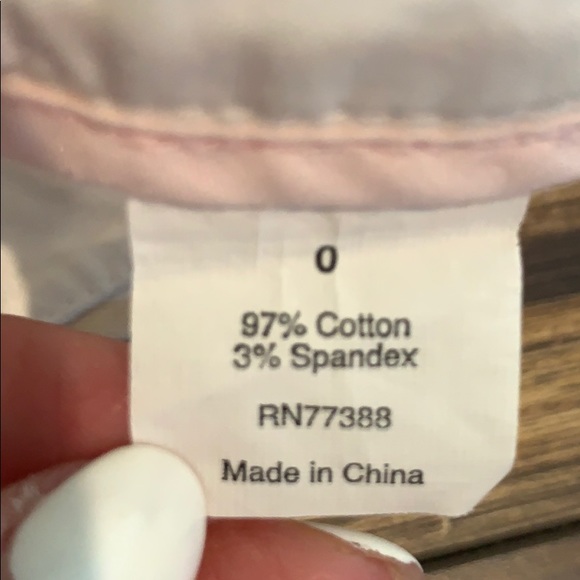 0
97% Cotton
3% Spandex
RN77388
Made in China